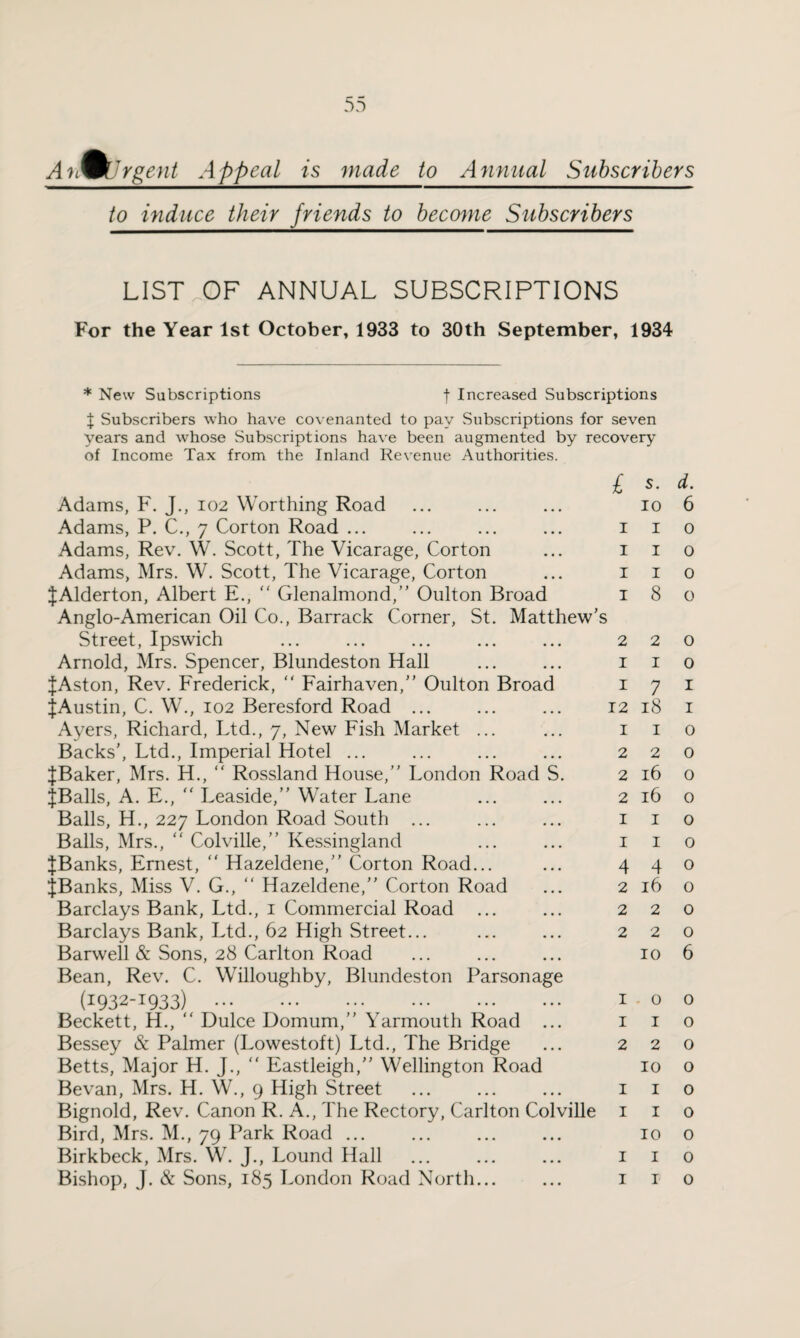 55
An Urgent Appeal is made to Annual Subscribers
to induce their friends to become Subscribers
LIST OF ANNUAL SUBSCRIPTIONS
For the Year 1st October, 1933 to 30th September, 1934
* New Subscriptions † Increased Subscriptions
‡ Subscribers who have covenanted to pay Subscriptions for seven
years and whose Subscriptions have been augmented by recovery
of Income Tax from the Inland Revenue Authorities.
£ s. d.
Adams, F. J., 102 Worthing Road ... ... ... 10 6
Adams, P. C., 7 Corton Road ... ... ... ... 1 1 0
Adams, Rev. W. Scott, The Vicarage, Corton ... 1 1 0
Adams, Mrs. W. Scott, The Vicarage, Corton ... 1 1 0
‡Alderton, Albert E., "Glenalmond," Oulton Broad 1 8 0
Anglo-American Oil Co., Barrack Corner, St. Matthew's
Street, Ipswich ... ... ... ... ... 2 2 0
Arnold, Mrs. Spencer, Blundeston Hall ... ... 1 1 0
‡Aston, Rev. Frederick, "Fairhaven," Oulton Broad 1 7 1
‡Austin, C. W., 102 Beresford Road ... ... ... 12 18 1
Ayers, Richard, Ltd., 7, New Fish Market ... ... 1 1 0
Backs', Ltd., Imperial Hotel ... ... ... ... 2 2 0
‡Baker, Mrs. H., "Rossland House," London Road S. 2 16 0
‡Balls, A. E., "Leaside," Water Lane ... ... 2 16 0
Balls, H., 227 London Road South ... ... ... 1 1 0
Balls, Mrs., "Colville," Kessingland ... ... 1 1 0
‡Banks, Ernest, "Hazeldene," Corton Road... ... 4 4 0
‡Banks, Miss V. G., "Hazeldene," Corton Road ... 2 16 0
Barclays Bank, Ltd., 1 Commercial Road ... ... 2 2 0
Barclays Bank, Ltd., 62 High Street... ... ... 2 2 0
Barwell & Sons, 28 Carlton Road ... ... ... 10 6
Bean, Rev. C. Willoughby, Blundeston Parsonage
(1932-1933) ... ... ... ... ... ... 1 0 0
Beckett, H., "Dulce Domum," Yarmouth Road ... 1 1 0
Bessey & Palmer (Lowestoft) Ltd., The Bridge ... 2 2 0
Betts, Major H. J., "Eastleigh," Wellington Road 10 0
Bevan, Mrs. H. W., 9 High Street ... ... ... 1 1 0
Bignold, Rev. Canon R. A., The Rectory, Carlton Colville 1 1 0
Bird, Mrs. M., 79 Park Road ... ... ... ... 10 0
Birkbeck, Mrs. W. J., Lound Hall ... ... ... 1 1 0
Bishop, J. & Sons, 185 London Road North... ... 1 1 0